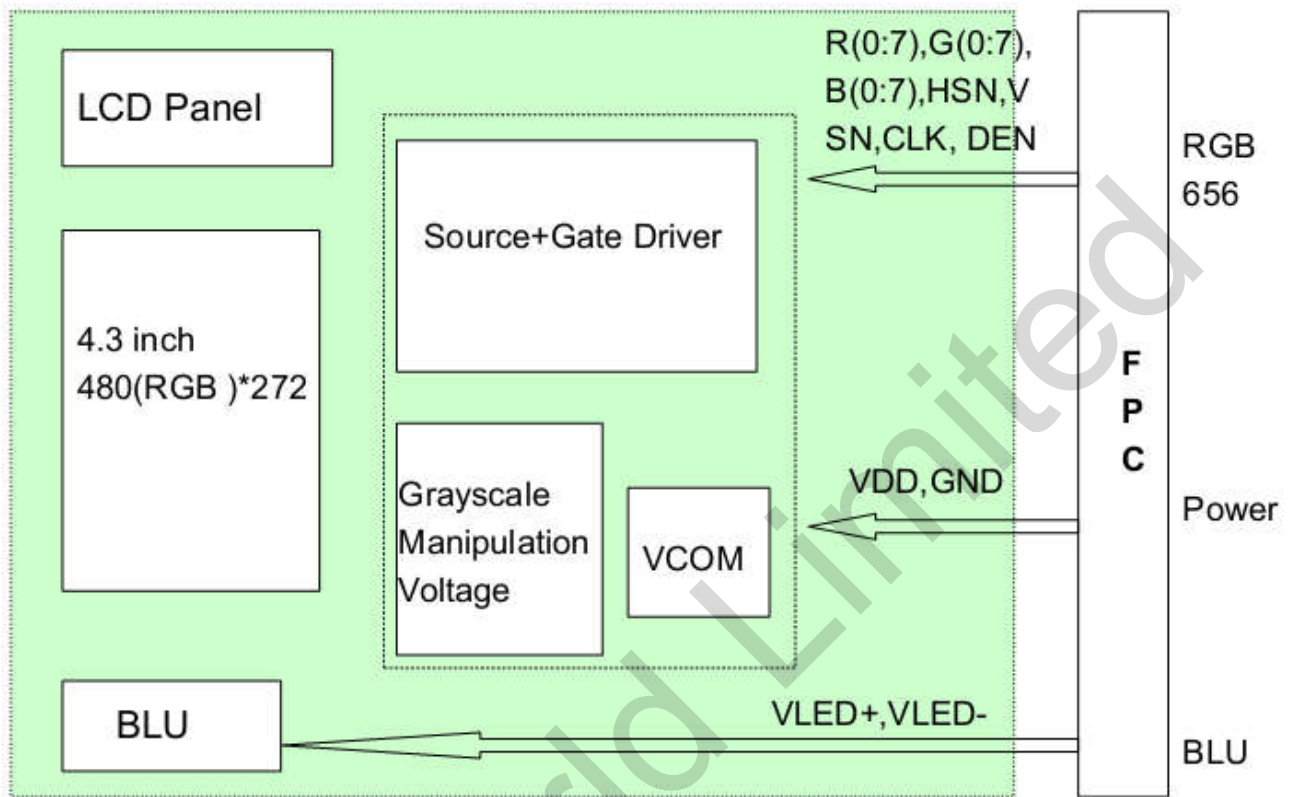 R(0:7),G(0:7),
B(0:7),HSN,V
SN,CLK, DEN
LCD Panel
RGB
656
Source+Gate Driver
4.3 inch
480(RGB )*272
F
P
C
VDD,GND
Grayscale
Manipulation
Voltage
VCOM
Power
VLED+,VLED-
BLU
BLU
Limited